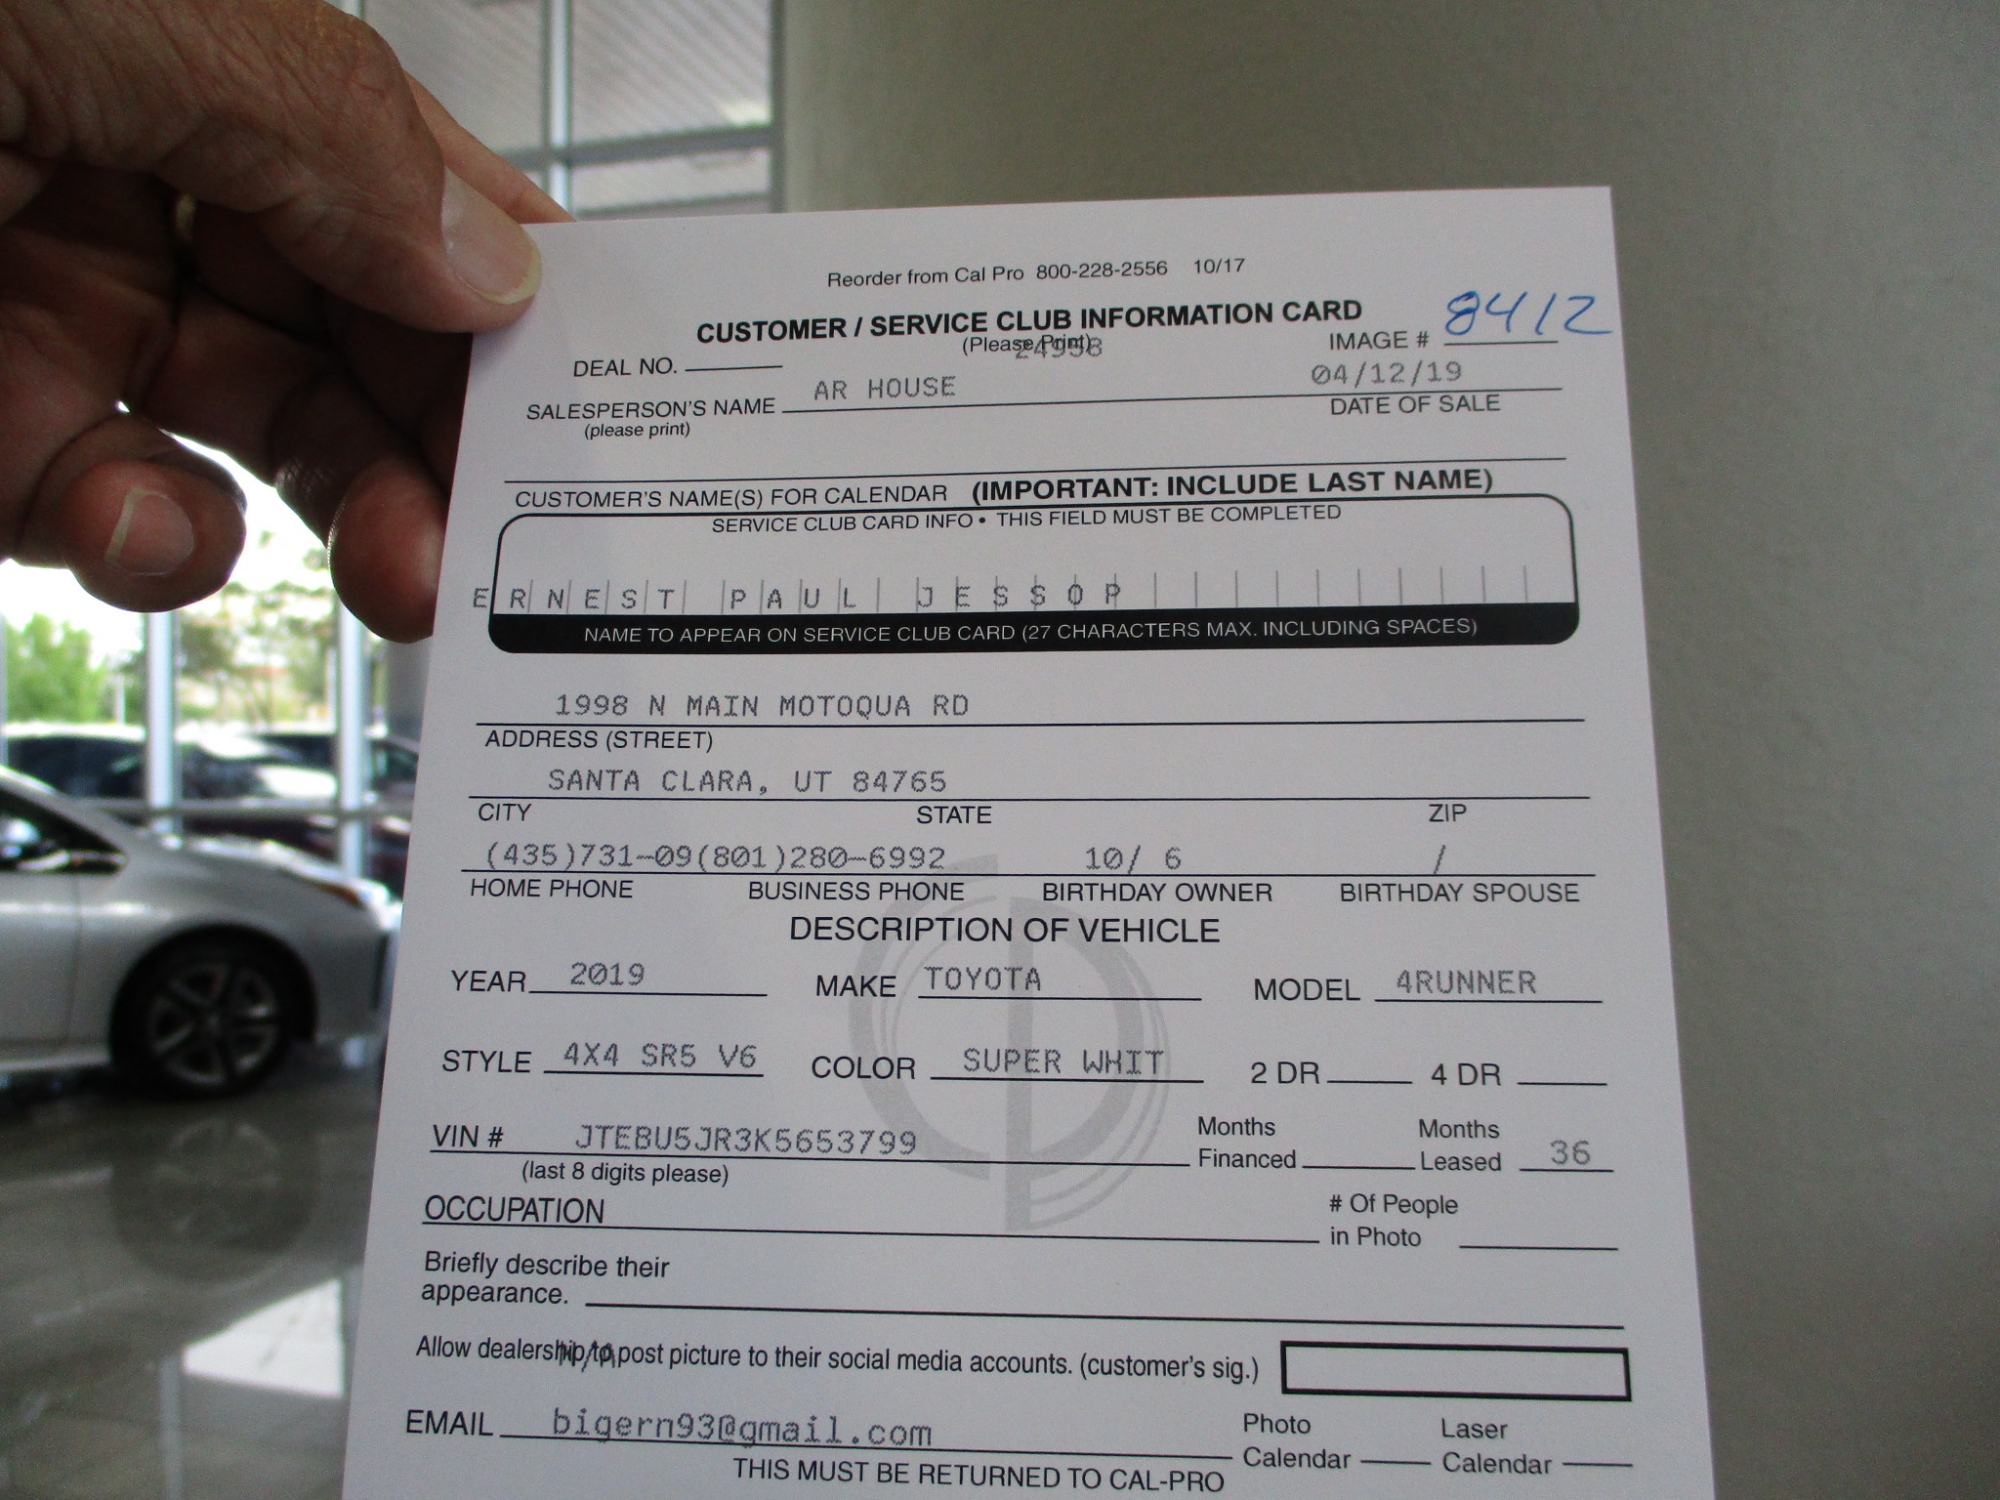 Reorder from Cal Pro 800-228-2556 10/17
CUSTOMER / SERVICE CLUB INFORMATION CARD
(Please Print)
24958
IMAGE # 8412
DEAL NO.
AR HOUSE 04/12/19
SALESPERSON'S NAME DATE OF SALE
(please print)
CUSTOMER'S NAME(S) FOR CALENDAR (IMPORTANT: INCLUDE LAST NAME)
SERVICE CLUB CARD INFO • THIS FIELD MUST BE COMPLETED
ERNEST PAUL JESSOP
NAME TO APPEAR ON SERVICE CLUB CARD (27 CHARACTERS MAX. INCLUDING SPACES)
1998 N MAIN MOTOQUA RD
ADDRESS (STREET)
SANTA CLARA, UT 84765
CITY STATE ZIP
(435)731-09(801)280-6992 10/ 6 /
HOME PHONE BUSINESS PHONE BIRTHDAY OWNER BIRTHDAY SPOUSE
DESCRIPTION OF VEHICLE
YEAR 2019 MAKE TOYOTA MODEL 4RUNNER
STYLE 4X4 SR5 V6 COLOR SUPER WHIT 2 DR 4 DR
VIN # JTEBU5JR3K5653799 Months Financed Months Leased 36
(last 8 digits please)
OCCUPATION # Of People in Photo
Briefly describe their
appearance.
Allow dealership to post picture to their social media accounts. (customer's sig.)
N/A
EMAIL bigern93@gmail.com Photo Calendar Laser Calendar
THIS MUST BE RETURNED TO CAL-PRO